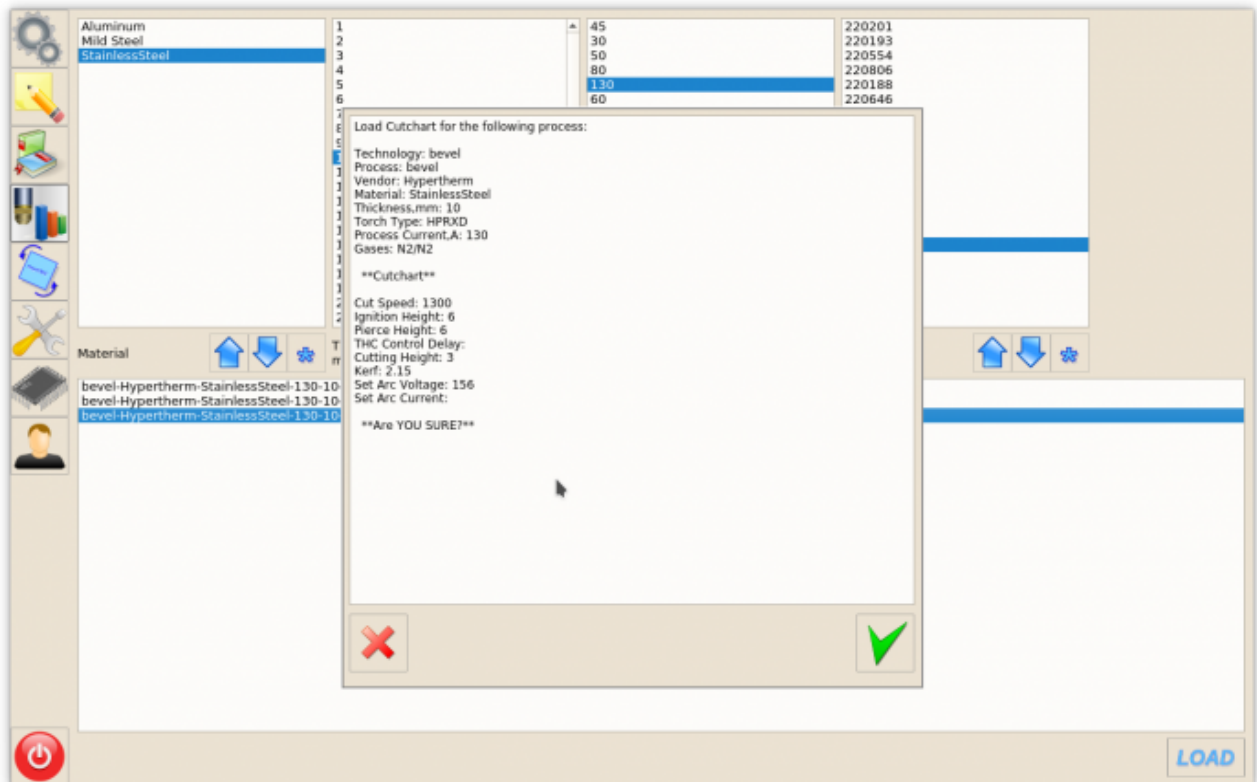 Aluminum
Mild Steel
StainlessSteel
1
2
3
4
5
6
45
30
50
80
130
60
220201
220193
220554
220806
220188
220646
Load Cutchart for the following process:
Technology: bevel
Process: bevel
Vendor: Hypertherm
Material: StainlessSteel
Thickness,mm: 10
Torch Type: HPRXD
Process Current,A: 130
Gases: N2/N2
**Cutchart**
Cut Speed: 1300
Ignition Height: 6
Pierce Height: 6
THC Control Delay:
Cutting Height: 3
Kerf: 2.15
Set Arc Voltage: 156
Set Arc Current:
**Are YOU SURE?**
Material
bevel-Hypertherm-StainlessSteel-130-10-
bevel-Hypertherm-StainlessSteel-130-10-
bevel-Hypertherm-StainlessSteel-130-10-
LOAD